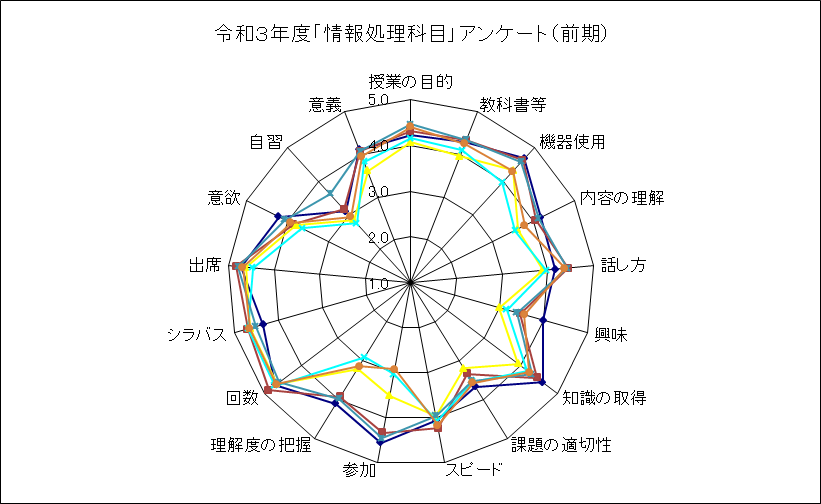 令和３年度「情報処理科目」アンケート（前期）
授業の目的
教科書等
機器使用
内容の理解
話し方
興味
知識の取得
課題の適切性
スピード
参加
理解度の把握
回数
シラバス
出席
意欲
自習
意義
5.0
4.0
3.0
2.0
1.0